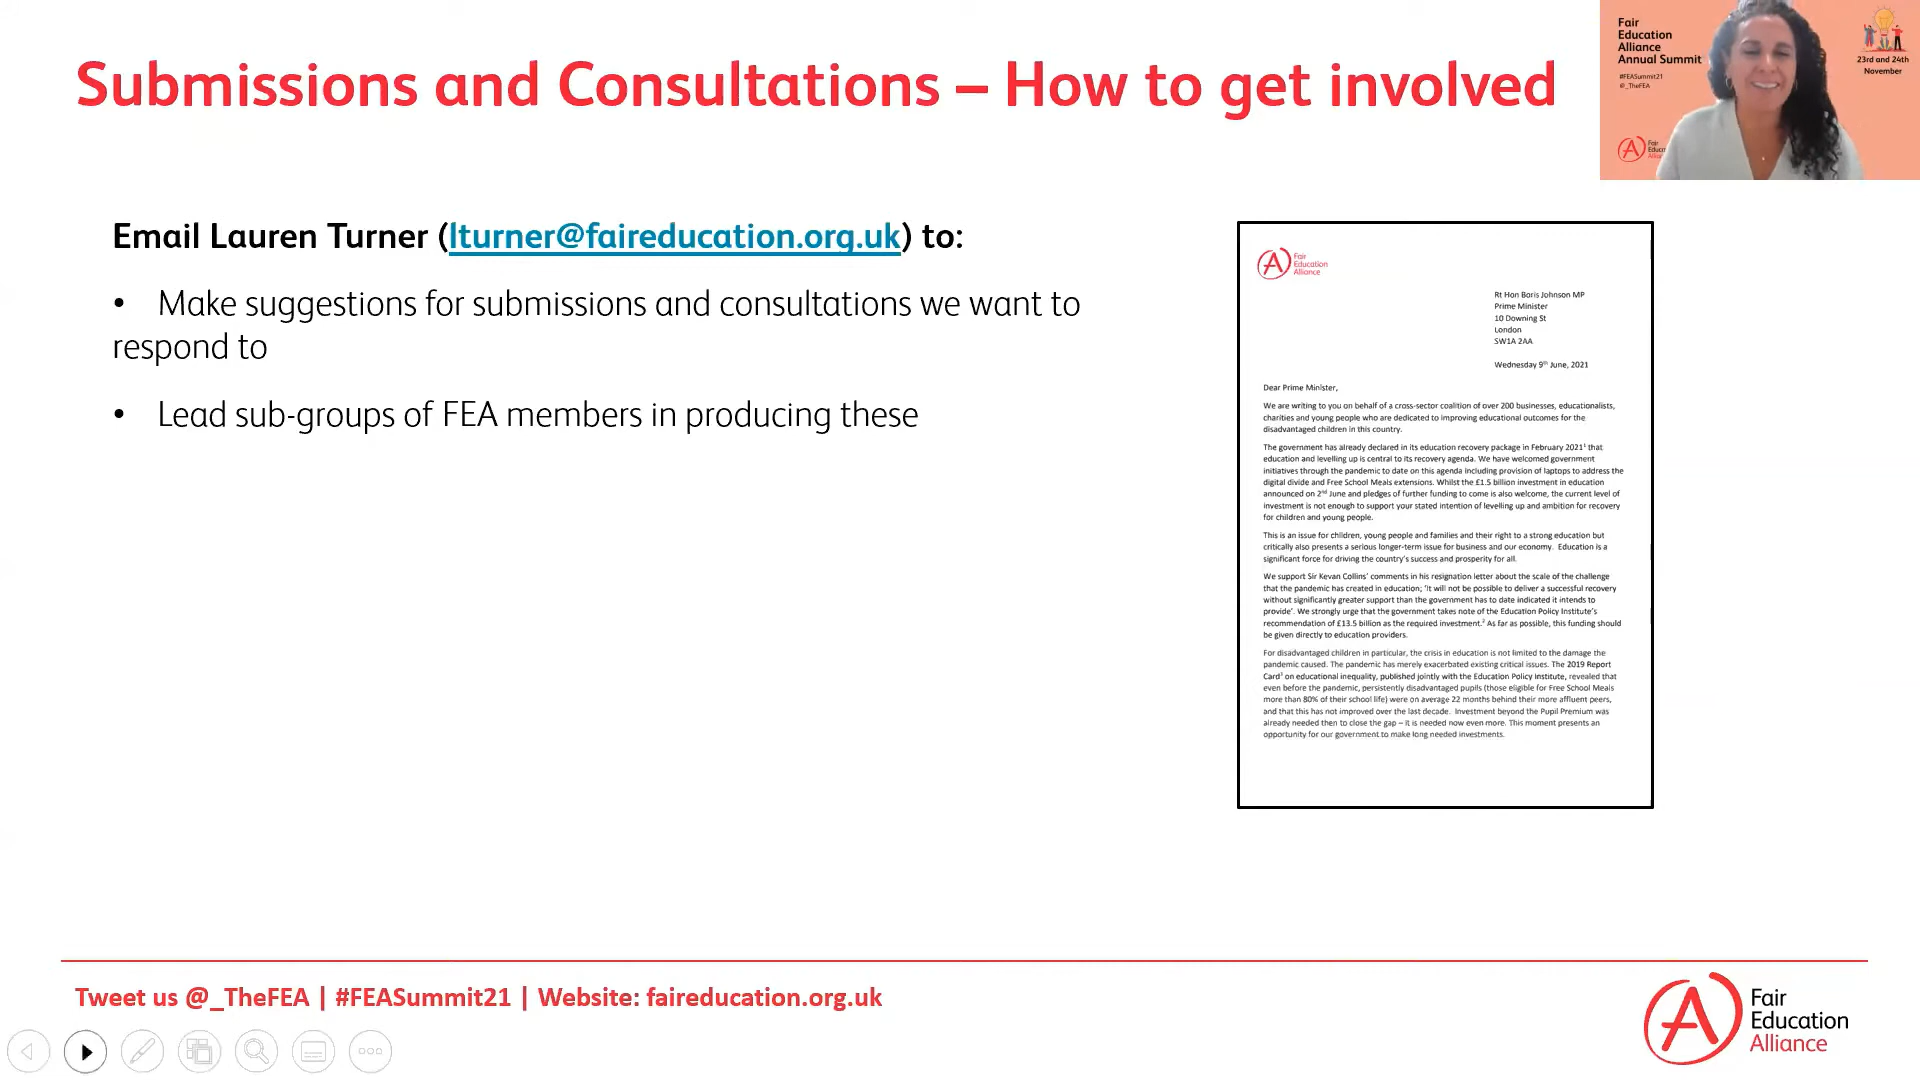 Submissions and Consultations – How to get involved
Fair
Education
Alliance
Annual Summit
#FEASummit21
@_TheFEA
23rd and 24th
November
Fair
Educa
Allia
Email Lauren Turner (lturner@faireducation.org.uk) to:
• Make suggestions for submissions and consultations we want to
respond to
• Lead sub-groups of FEA members in producing these
Fair
Education
Alliance
Rt Hon Boris Johnson MP
Prime Minister
10 Downing St
London
SW1A 2AA
Wednesday 9th June, 2021
Dear Prime Minister,
We are writing to you on behalf of a cross-sector coalition of over 200 businesses, educationalists,
charities and young people who are dedicated to improving educational outcomes for the
disadvantaged children in this country.
The government has already declared in its education recovery package in February 2021¹ that
education and levelling up is central to its recovery agenda. We have welcomed government
initiatives through the pandemic to date on this agenda including provision of laptops to address the
digital divide and Free School Meals extensions. Whilst the £1.5 billion investment in education
announced on 2nd June and pledges of further funding to come is also welcome, the current level of
investment is not enough to support your stated intention of levelling up and ambition for recovery
for children and young people.
This is an issue for children, young people and families and their right to a strong education but
critically also presents a serious longer-term issue for business and our economy. Education is a
significant force for driving the country's success and prosperity for all.
We support Sir Kevan Collins' comments in his resignation letter about the scale of the challenge
that the pandemic has created in education; 'it will not be possible to deliver a successful recovery
without significantly greater support than the government has to date indicated it intends to
provide'. We strongly urge that the government takes note of the Education Policy Institute's
recommendation of £13.5 billion as the required investment.² As far as possible, this funding should
be given directly to education providers.
For disadvantaged children in particular, the crisis in education is not limited to the damage the
pandemic caused. The pandemic has merely exacerbated existing critical issues. The 2019 Report
Card³ on educational inequality, published jointly with the Education Policy Institute, revealed that
even before the pandemic, persistently disadvantaged pupils (those eligible for Free School Meals
more than 80% of their school life) were on average 22 months behind their more affluent peers,
and that this has not improved over the last decade. Investment beyond the Pupil Premium was
already needed then to close the gap – it is needed now even more. This moment presents an
opportunity for our government to make long needed investments.
Tweet us @_TheFEA | #FEASummit21 | Website: faireducation.org.uk
Fair
Education
Alliance